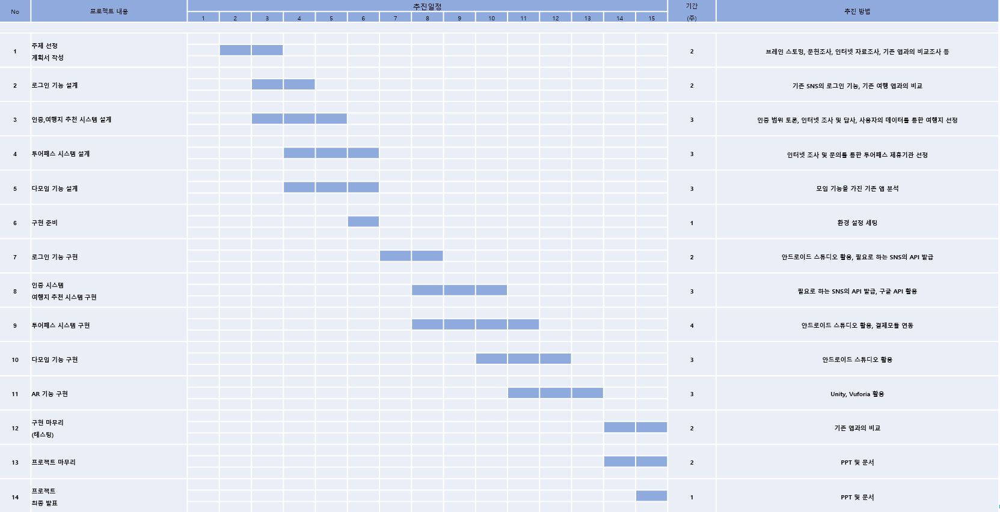 No 프로젝트 내용 추진일정 기간 (주) 추진 방법
1 2 3 4 5 6 7 8 9 10 11 12 13 14 15
1 주제 선정 2 브레인 스토밍, 문헌조사, 인터넷 자료조사, 기존 앱과의 비교조사 등
계획서 작성
2 로그인 기능 설계 2 기존 SNS의 로그인 기능, 기존 여행 앱과의 비교
3 인증,여행지 추천 시스템 설계 3 인증 범위 토론, 인터넷 조사 및 답사, 사용자의 데이터를 통한 여행지 선정
4 투어패스 시스템 설계 3 인터넷 조사 및 문의를 통한 투어패스 제휴기관 선정
5 다모임 기능 설계 3 모임 기능을 가진 기존 앱 분석
6 구현 준비 1 환경 설정 세팅
7 로그인 기능 구현 2 안드로이드 스튜디오 활용, 필요로 하는 SNS의 API 발급
8 인증 시스템 3 필요로 하는 SNS의 API 발급, 구글 API 활용
여행지 추천 시스템 구현
9 투어패스 시스템 구현 4 안드로이드 스튜디오 활용, 결제모듈 연동
10 다모임 기능 구현 3 안드로이드 스튜디오 활용
11 AR 기능 구현 3 Unity, Vuforia 활용
12 구현 마무리 2 기존 앱과의 비교
(테스팅)
13 프로젝트 마무리 2 PPT 및 문서
14 프로젝트 1 PPT 및 문서
최종 발표